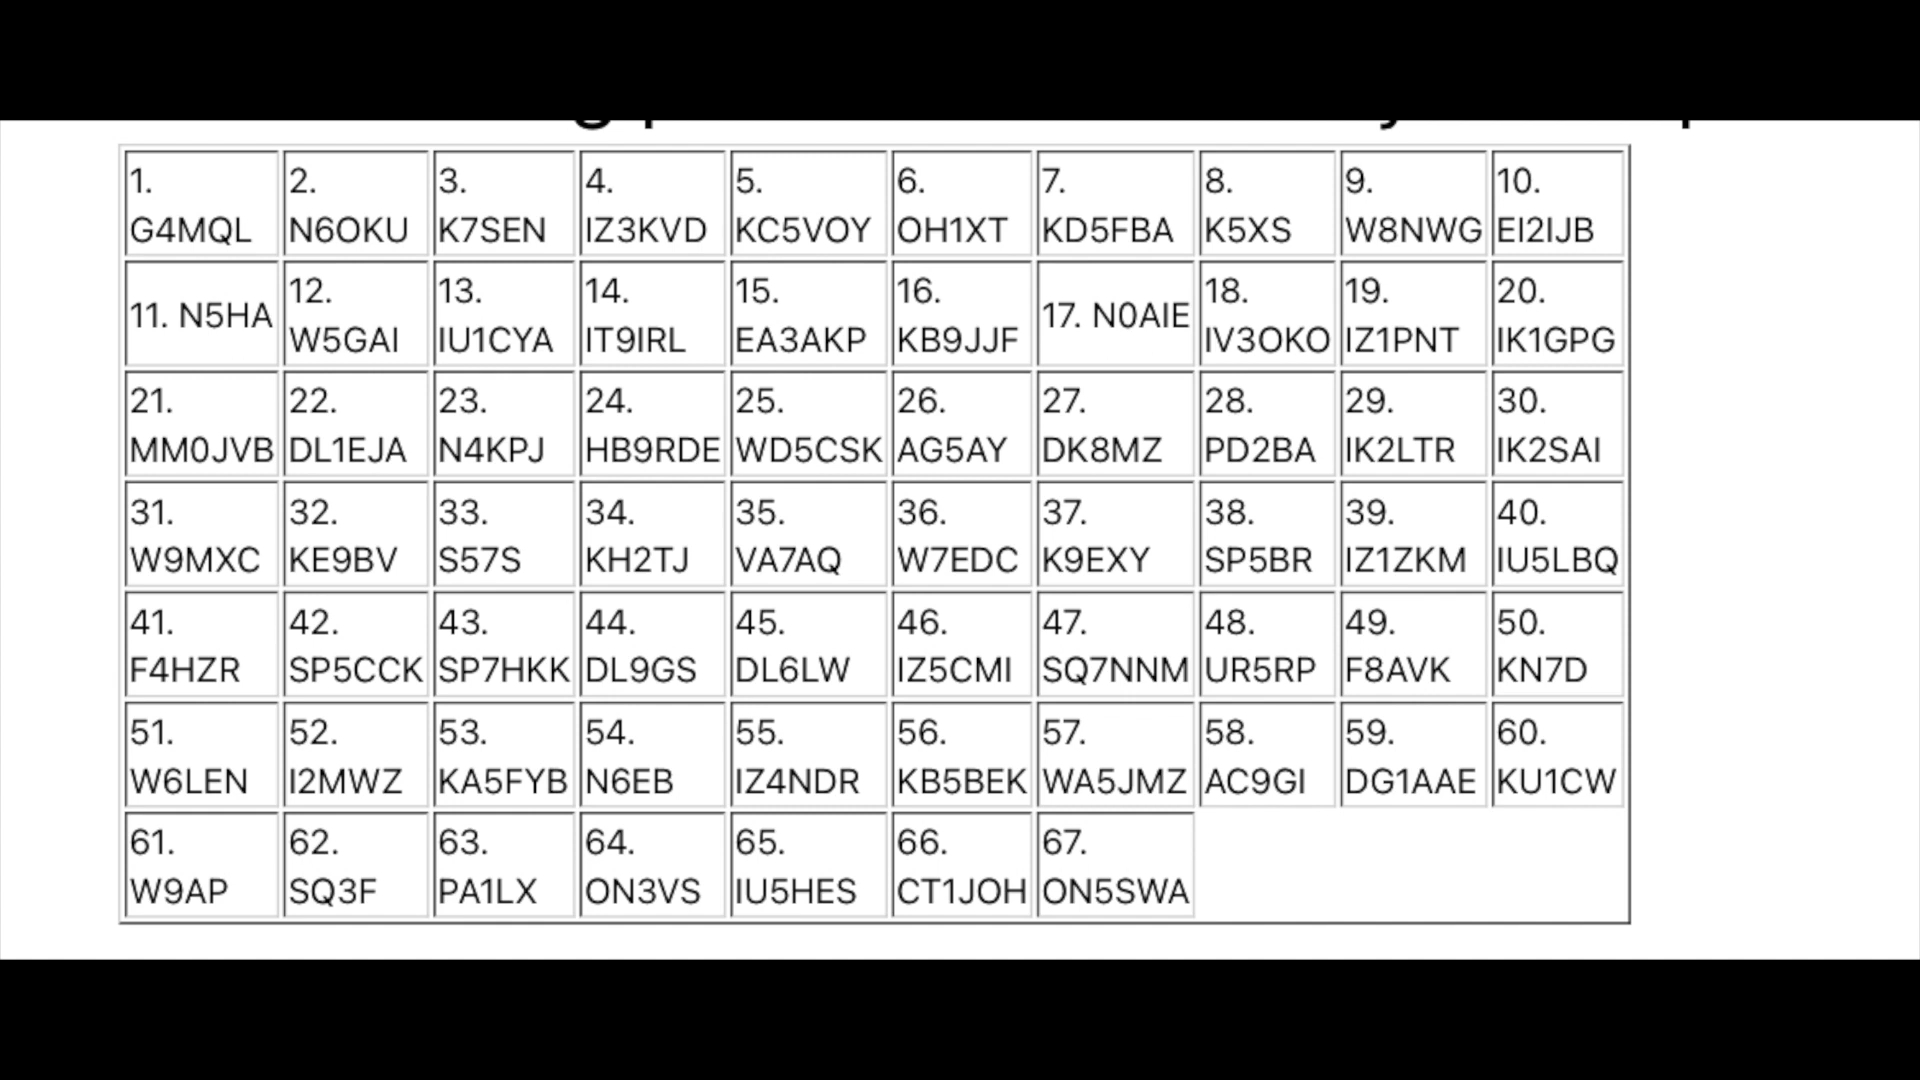 1. G4MQL
2. N6OKU
3. K7SEN
4. IZ3KVD
5. KC5VOY
6. OH1XT
7. KD5FBA
8. K5XS
9. W8NWG
10. EI2IJB
11. N5HA
12. W5GAI
13. IU1CYA
14. IT9IRL
15. EA3AKP
16. KB9JJF
17. N0AIE
18. IV3OKO
19. IZ1PNT
20. IK1GPG
21. MM0JVB
22. DL1EJA
23. N4KPJ
24. HB9RDE
25. WD5CSK
26. AG5AY
27. DK8MZ
28. PD2BA
29. IK2LTR
30. IK2SAI
31. W9MXC
32. KE9BV
33. S57S
34. KH2TJ
35. VA7AQ
36. W7EDC
37. K9EXY
38. SP5BR
39. IZ1ZKM
40. IU5LBQ
41. F4HZR
42. SP5CCK
43. SP7HKK
44. DL9GS
45. DL6LW
46. IZ5CMI
47. SQ7NNM
48. UR5RP
49. F8AVK
50. KN7D
51. W6LEN
52. I2MWZ
53. KA5FYB
54. N6EB
55. IZ4NDR
56. KB5BEK
57. WA5JMZ
58. AC9GI
59. DG1AAE
60. KU1CW
61. W9AP
62. SQ3F
63. PA1LX
64. ON3VS
65. IU5HES
66. CT1JOH
67. ON5SWA